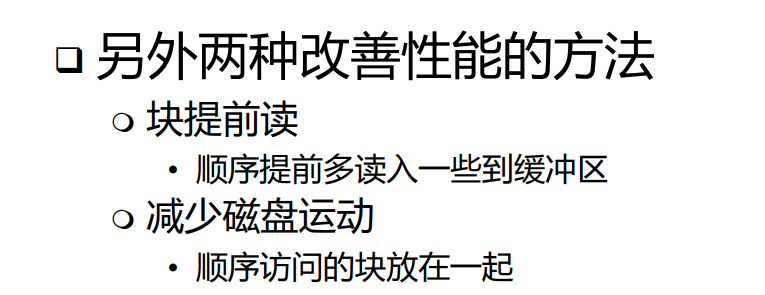 ❑ 另外两种改善性能的方法
❍ 块提前读
• 顺序提前多读入一些到缓冲区
❍ 减少磁盘运动
• 顺序访问的块放在一起